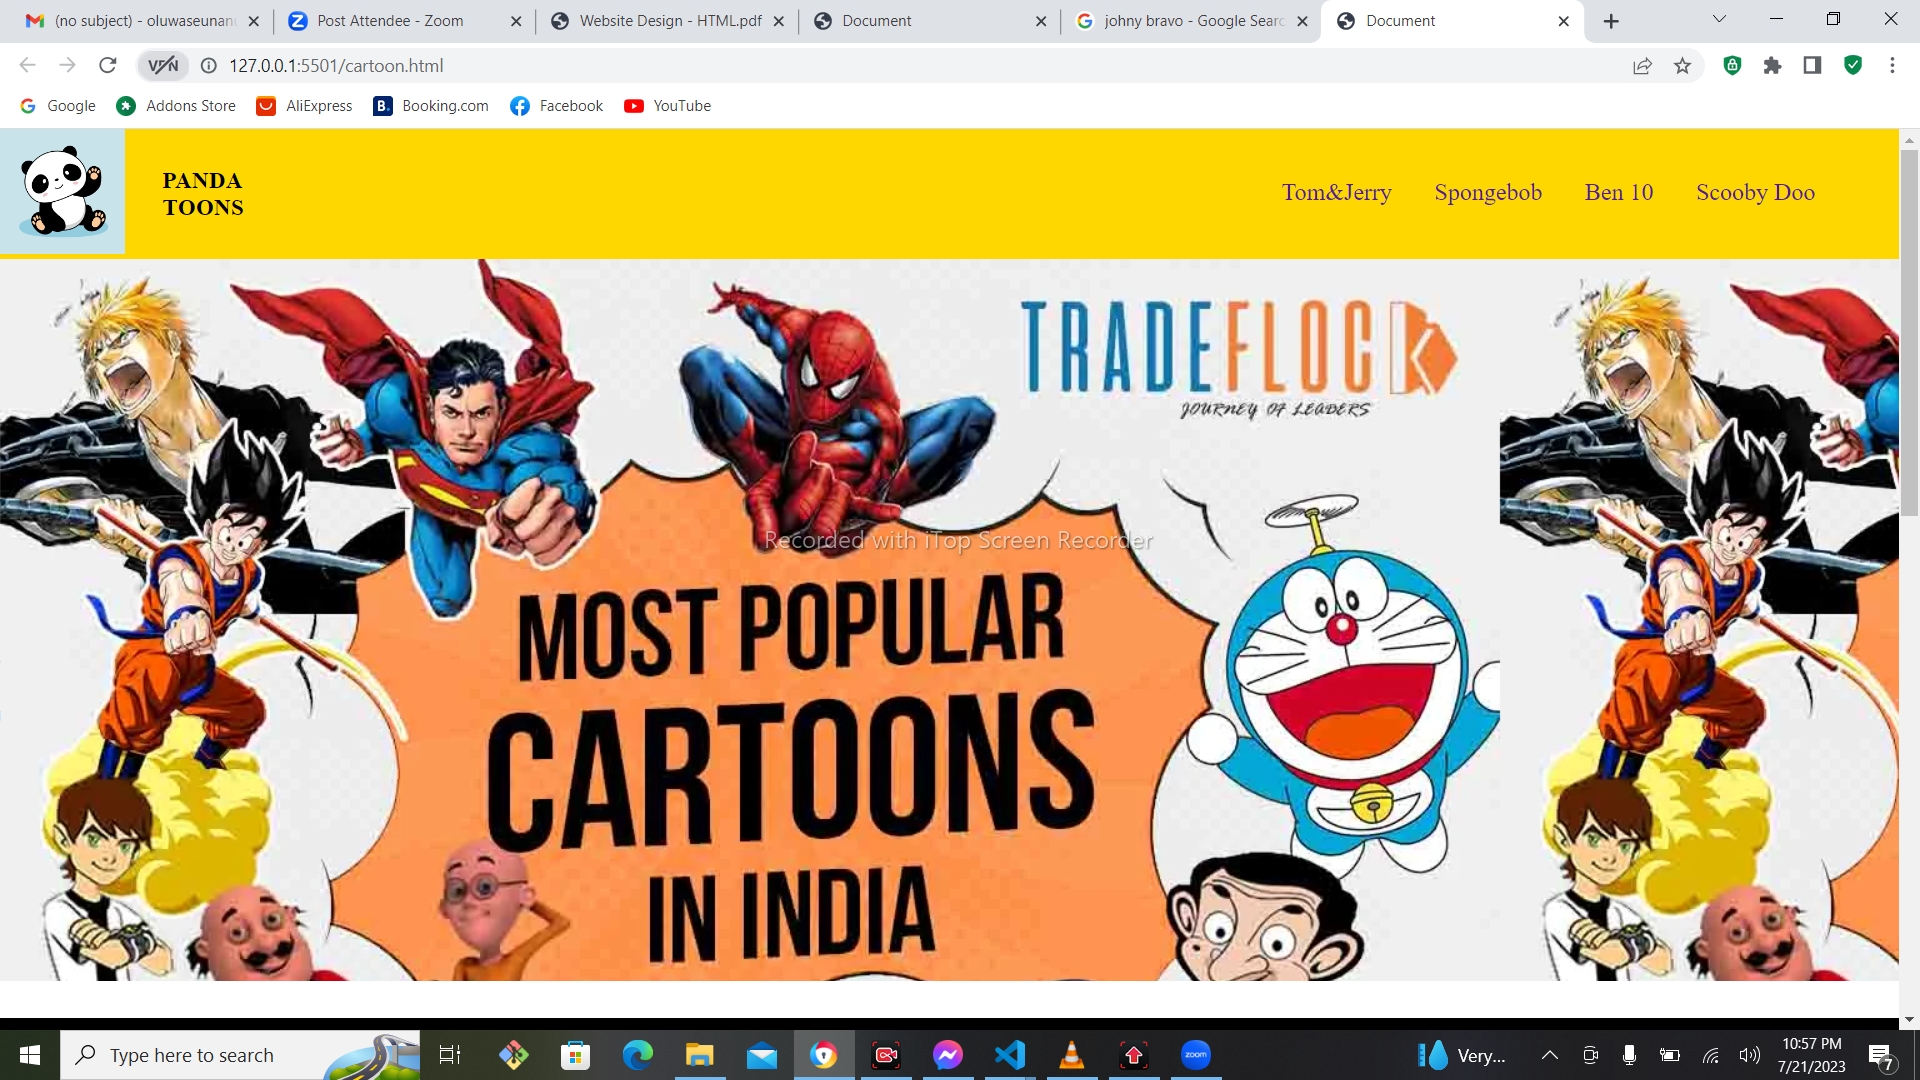 (no subject) - oluwaseunan
Post Attendee - Zoom
Website Design - HTML.pdf
Document
johny bravo - Google Searc
Document
VPN
127.0.0.1:5501/cartoon.html
Google
Addons Store
B.
AliExpress
Booking.com
Facebook
YouTube
PANDA
TOONS
Tom&Jerry
Spongebob
Ben 10
Scooby Doo
TRADEFLOCK
JOURNEY OF LEADERS
Recorded with iTop Screen Recorder
MOST POPULAR
CARTOONS
IN INDIA
Type here to search
zoom
Very...
10:57 PM
7/21/2023
7